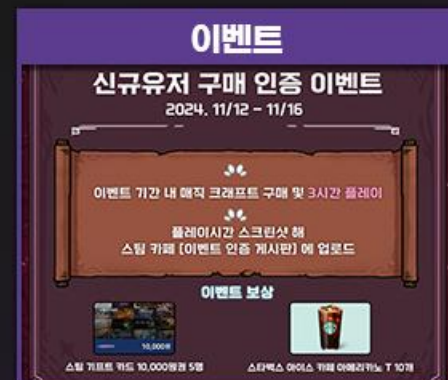 이벤트
신규유저 구매 인증 이벤트
2024. 11/12 - 11/16
이벤트 기간 내 매직 크래프트 구매 및 3시간 플레이
플레이시간 스크린샷 해
스팀 카페 [이벤트 인증 게시판] 에 업로드
이벤트 보상
10,000원
스팀 기프트 카드 10,000원권 5명
스타벅스 아이스 카페 아메리카노 T 10개